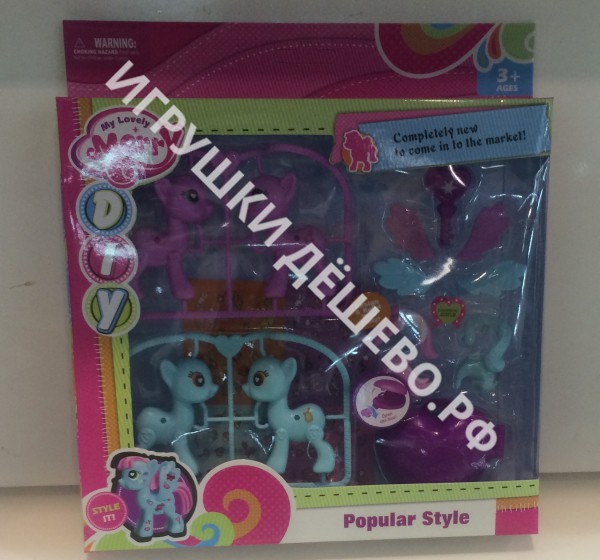 WARNING:
3+
AGES
My Lovely
D
I
Y
Completely new
to come in to the market!
ИГРУШКИ ДЁШЕВО.РФ
STYLE
IT!
Popular Style